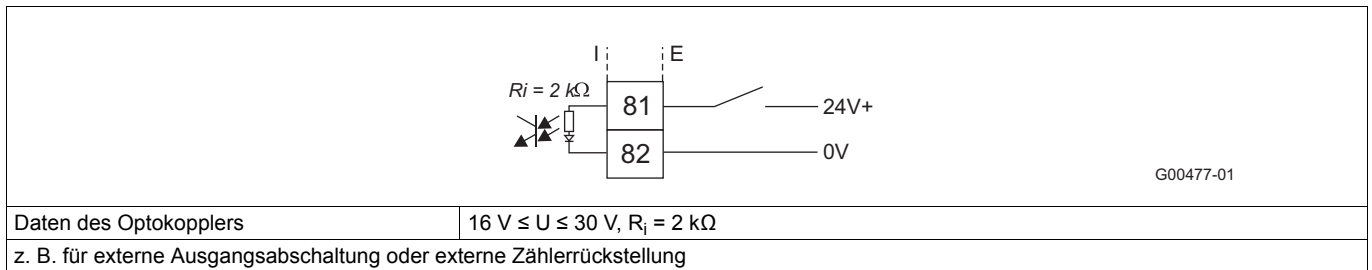 I E
Ri = 2 kΩ
81
24V+
82
0V
G00477-01
Daten des Optokopplers
16 V ≤ U ≤ 30 V, Ri = 2 kΩ
z. B. für externe Ausgangsabschaltung oder externe Zählerrückstellung